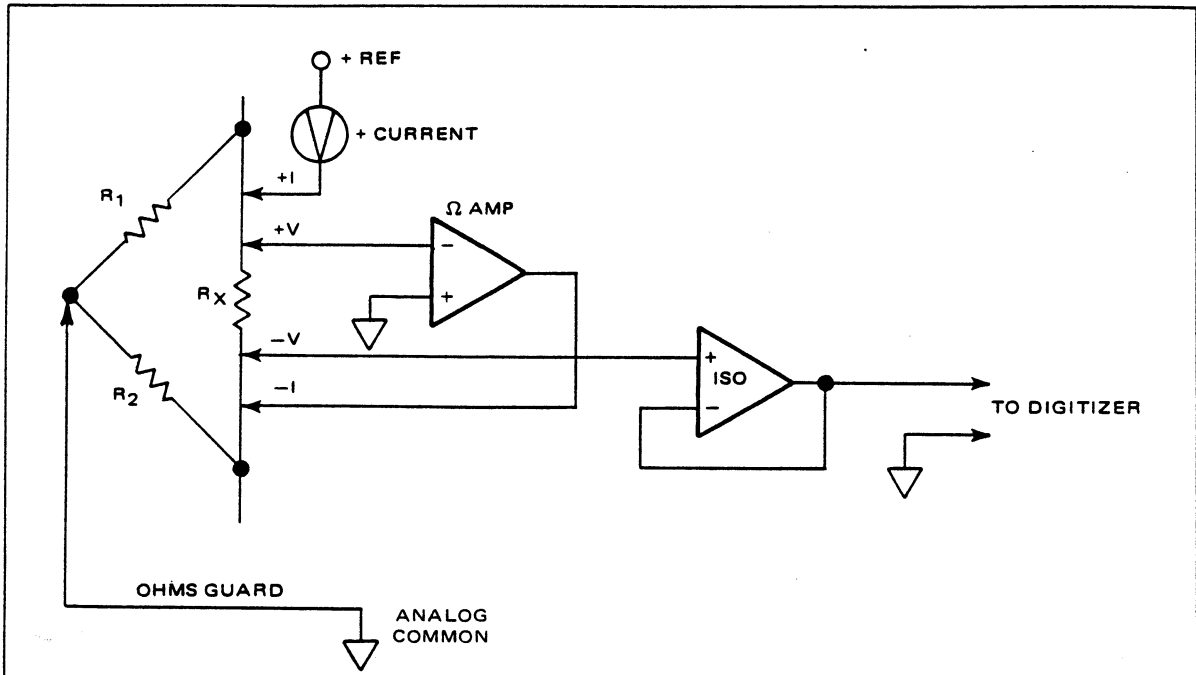 + REF
+ CURRENT
+I
R1
Ω AMP
+V
−
+
RX
−V
+
ISO
−
−I
R2
TO DIGITIZER
OHMS GUARD
ANALOG
COMMON